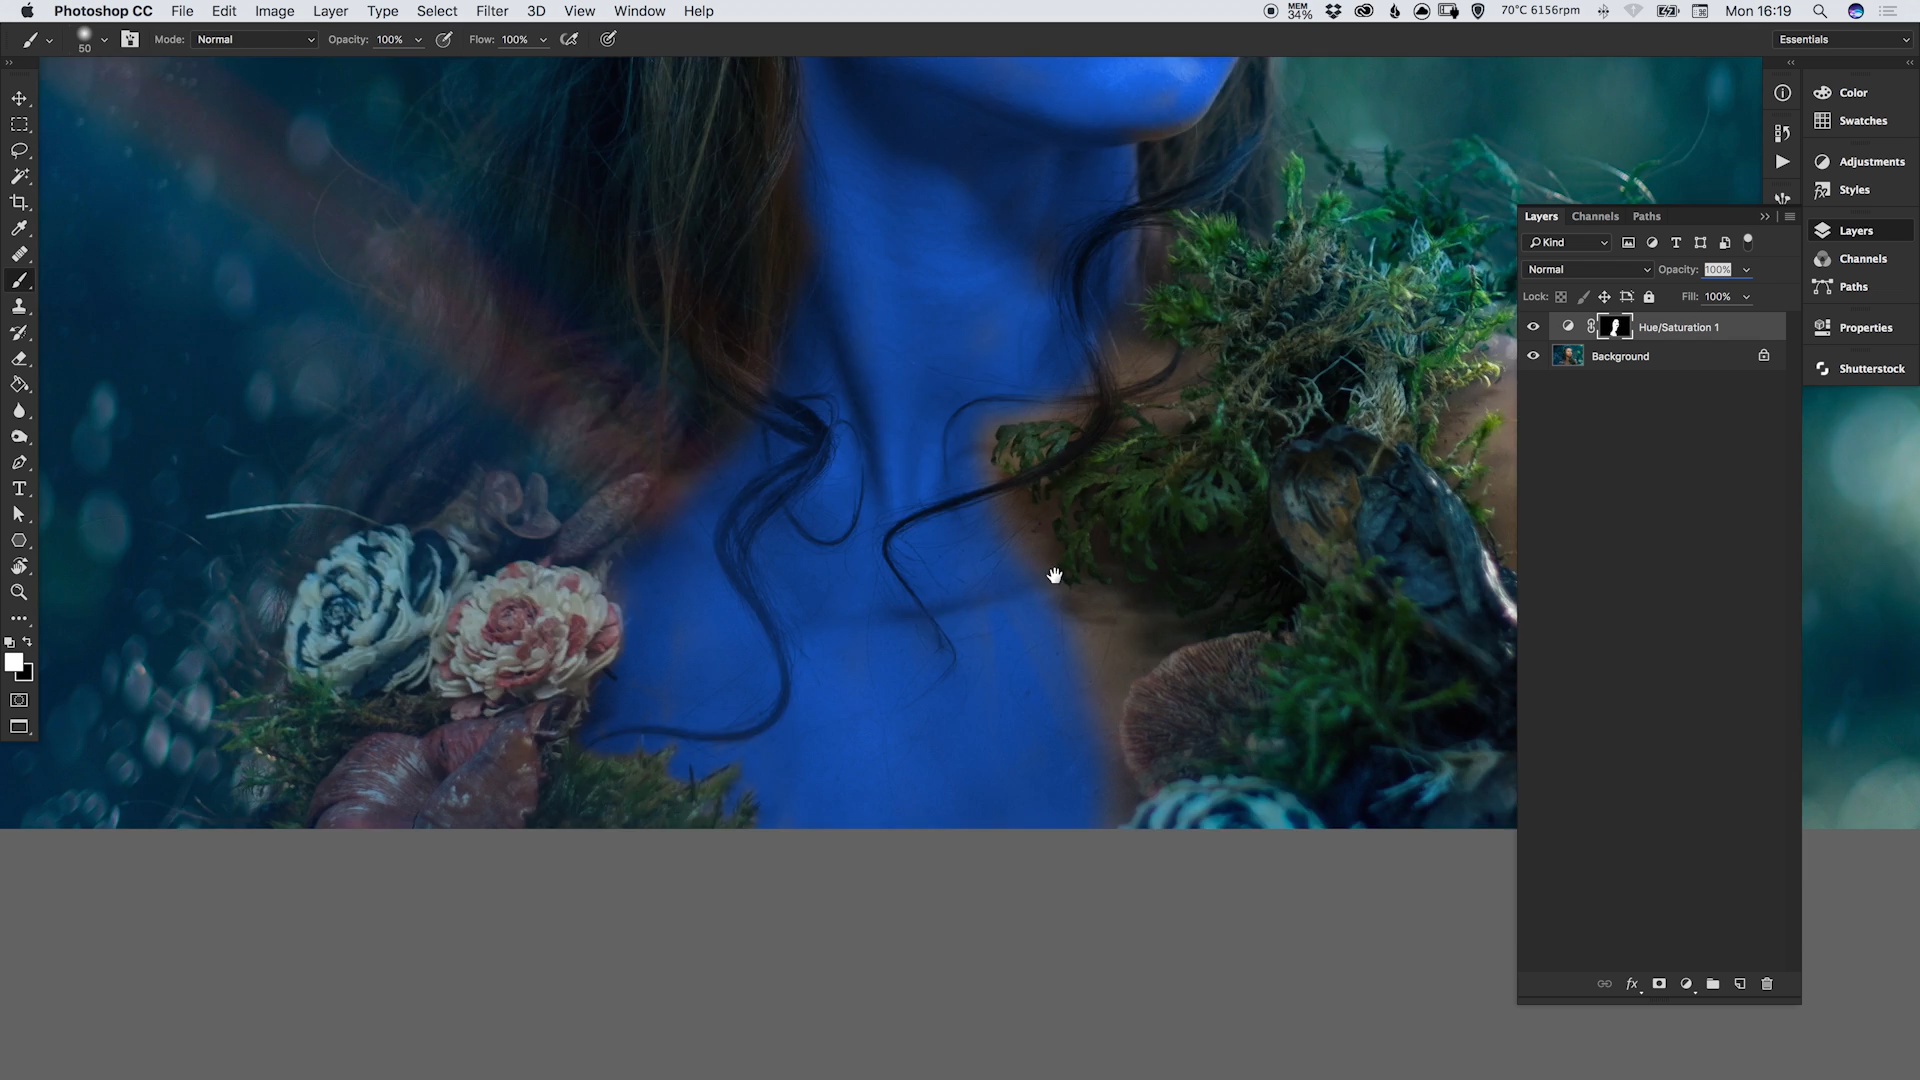 Photoshop CC File Edit Image Layer Type Select Filter 3D View Window Help MEM 34% 70°C 6156rpm Mon 16:19
50 Mode: Normal Opacity: 100% Flow: 100% Essentials
Color
Swatches
Adjustments
Styles
Layers
Channels
Paths
Properties
Shutterstock
Layers Channels Paths
Kind
Normal Opacity: 100%
Lock: Fill: 100%
Hue/Saturation 1
Background
fx